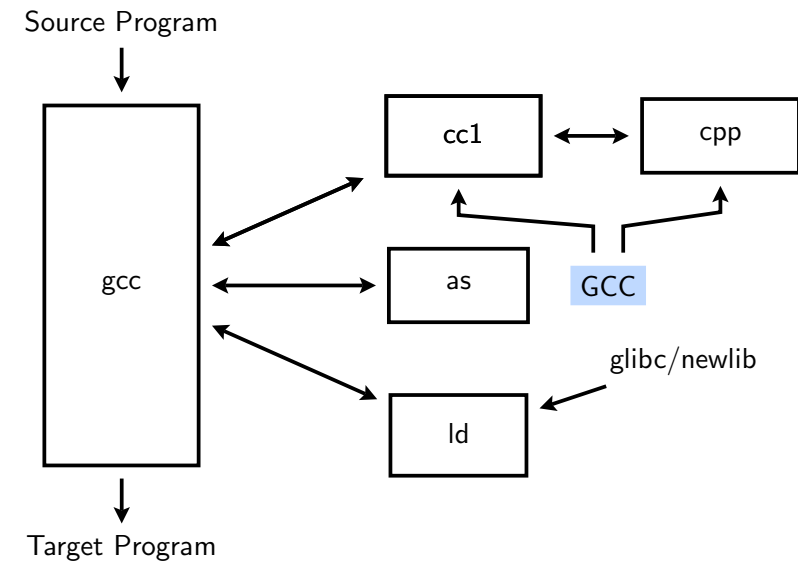 Source Program
cc1
cpp
gcc
as
GCC
glibc/newlib
ld
Target Program